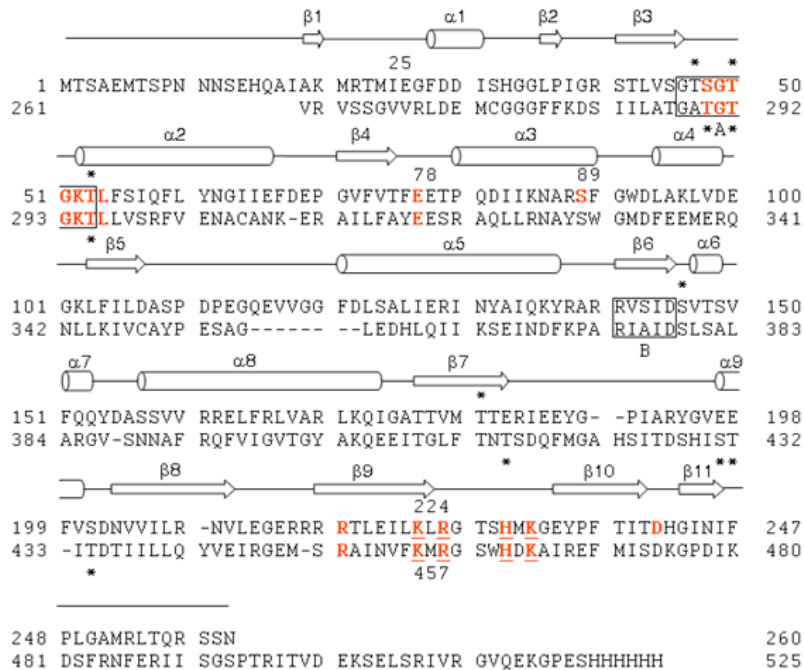 β1 α1 β2 β3
25 * *
1 MTSAEMTSPN NNSEHQAIAK MRTMIEGFDD ISHGGLPIGR STLVSGTSGT 50
261 VR VSSGVVRLDE MCGGGFFKDS IILATGATGT 292
*A*
α2 β4 α3 α4
* 78 89
51 GKTLFSIQFL YNGIIEFDEP GVFVTFEETP QDIIKNARSF GWDLAKLVDE 100
293 GKTLLVSRFV ENACANK-ER AILFAYEESR AQLLRNAYSW GMDFEEMERQ 341
*
β5 α5 β6 α6
*
101 GKLFILDASP DPEGQEVVGG FDLSALIERI NYAIQKYRAR RVSIDSVTSV 150
342 NLLKIVCAYP ESAG------ --LEDHLQII KSEINDFKPA RIAIDSLSAL 383
B
α7 α8 β7 α9
*
151 FQQYDASSVV RRELFRLVAR LKQIGATTVM TTERIEEYG- -PIARYGVEE 198
384 ARGV-SNNAF RQFVIGVTGY AKQEEITGLF TNTSDQFMGA HSITDSHIST 432
* **
β8 β9 β10 β11
224
199 FVSDNVVILR -NVLEGERRR RTLEILKLRG TSHMKGEYPF TITDHGINIF 247
433 -ITDTIILLQ YVEIRGEM-S RAINVFKMRG SWHDKAIREF MISDKGPDIK 480
* 457
248 PLGAMRLTQR SSN 260
481 DSFRNFERII SGSPTRITVD EKSELSRIVR GVQEKGPESHHHHHH 525